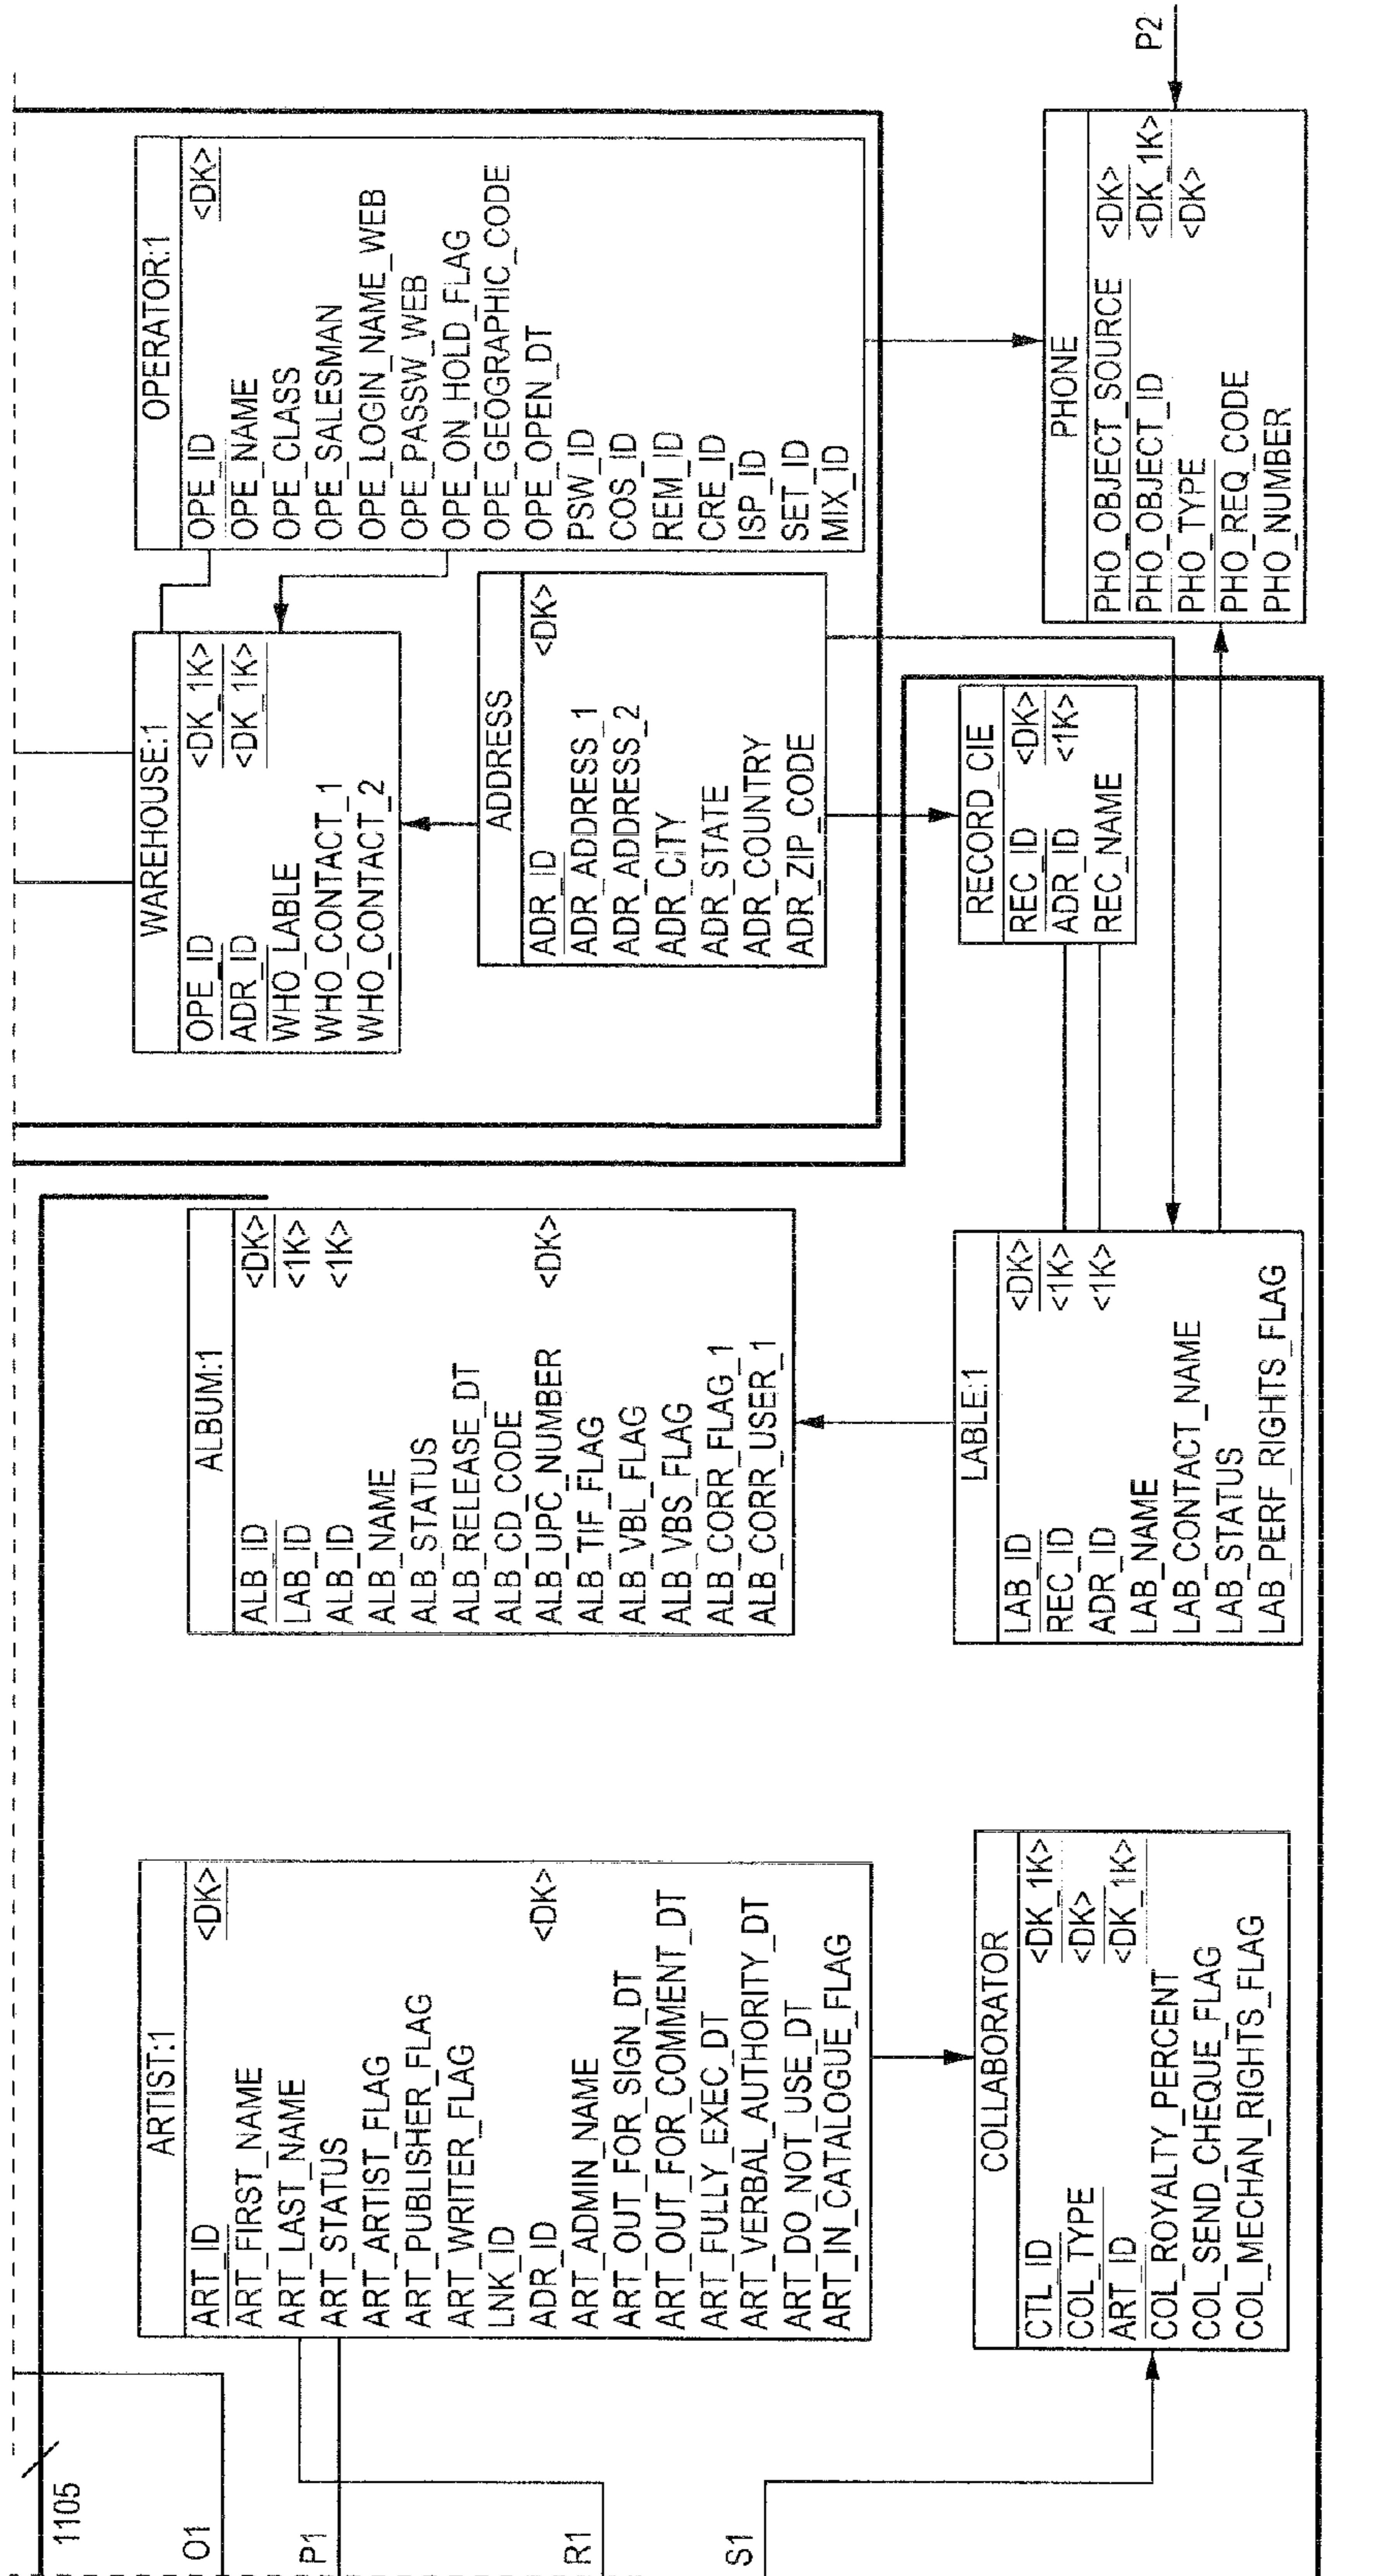 1105
O1
P1
R1
S1
ARTIST:1
ART_ID <DK>
ART_FIRST_NAME
ART_LAST_NAME
ART_STATUS
ART_ARTIST_FLAG
ART_PUBLISHER_FLAG
ART_WRITER_FLAG
LNK_ID
ADR_ID <DK>
ART_ADMIN_NAME
ART_OUT_FOR_SIGN_DT
ART_OUT_FOR_COMMENT_DT
ART_FULLY_EXEC_DT
ART_VERBAL_AUTHORITY_DT
ART_DO_NOT_USE_DT
ART_IN_CATALOGUE_FLAG
COLLABORATOR
CTL_ID <DK_1K>
COL_TYPE <DK>
ART_ID <DK_1K>
COL_ROYALTY_PERCENT
COL_SEND_CHEQUE_FLAG
COL_MECHAN_RIGHTS_FLAG
ALBUM:1
ALB_ID <DK>
LAB_ID <1K>
ALB_ID <1K>
ALB_NAME
ALB_STATUS
ALB_RELEASE_DT
ALB_CD_CODE
ALB_UPC_NUMBER <DK>
ALB_TIF_FLAG
ALB_VBL_FLAG
ALB_VBS_FLAG
ALB_CORR_FLAG_1
ALB_CORR_USER_1
LABLE:1
LAB_ID <DK>
REC_ID <1K>
ADR_ID <1K>
LAB_NAME
LAB_CONTACT_NAME
LAB_STATUS
LAB_PERF_RIGHTS_FLAG
WAREHOUSE:1
OPE_ID <DK_1K>
ADR_ID <DK_1K>
WHO_LABLE
WHO_CONTACT_1
WHO_CONTACT_2
ADDRESS
ADR_ID <DK>
ADR_ADDRESS_1
ADR_ADDRESS_2
ADR_CITY
ADR_STATE
ADR_COUNTRY
ADR_ZIP_CODE
RECORD_CIE
REC_ID <DK>
ADR_ID <1K>
REC_NAME
OPERATOR:1
OPE_ID <DK>
OPE_NAME
OPE_CLASS
OPE_SALESMAN
OPE_LOGIN_NAME_WEB
OPE_PASSW_WEB
OPE_ON_HOLD_FLAG
OPE_GEOGRAPHIC_CODE
OPE_OPEN_DT
PSW_ID
COS_ID
REM_ID
CRE_ID
ISP_ID
SET_ID
MIX_ID
PHONE
PHO_OBJECT_SOURCE <DK>
PHO_OBJECT_ID <DK_1K>
PHO_TYPE <DK>
PHO_REQ_CODE
PHO_NUMBER
P2